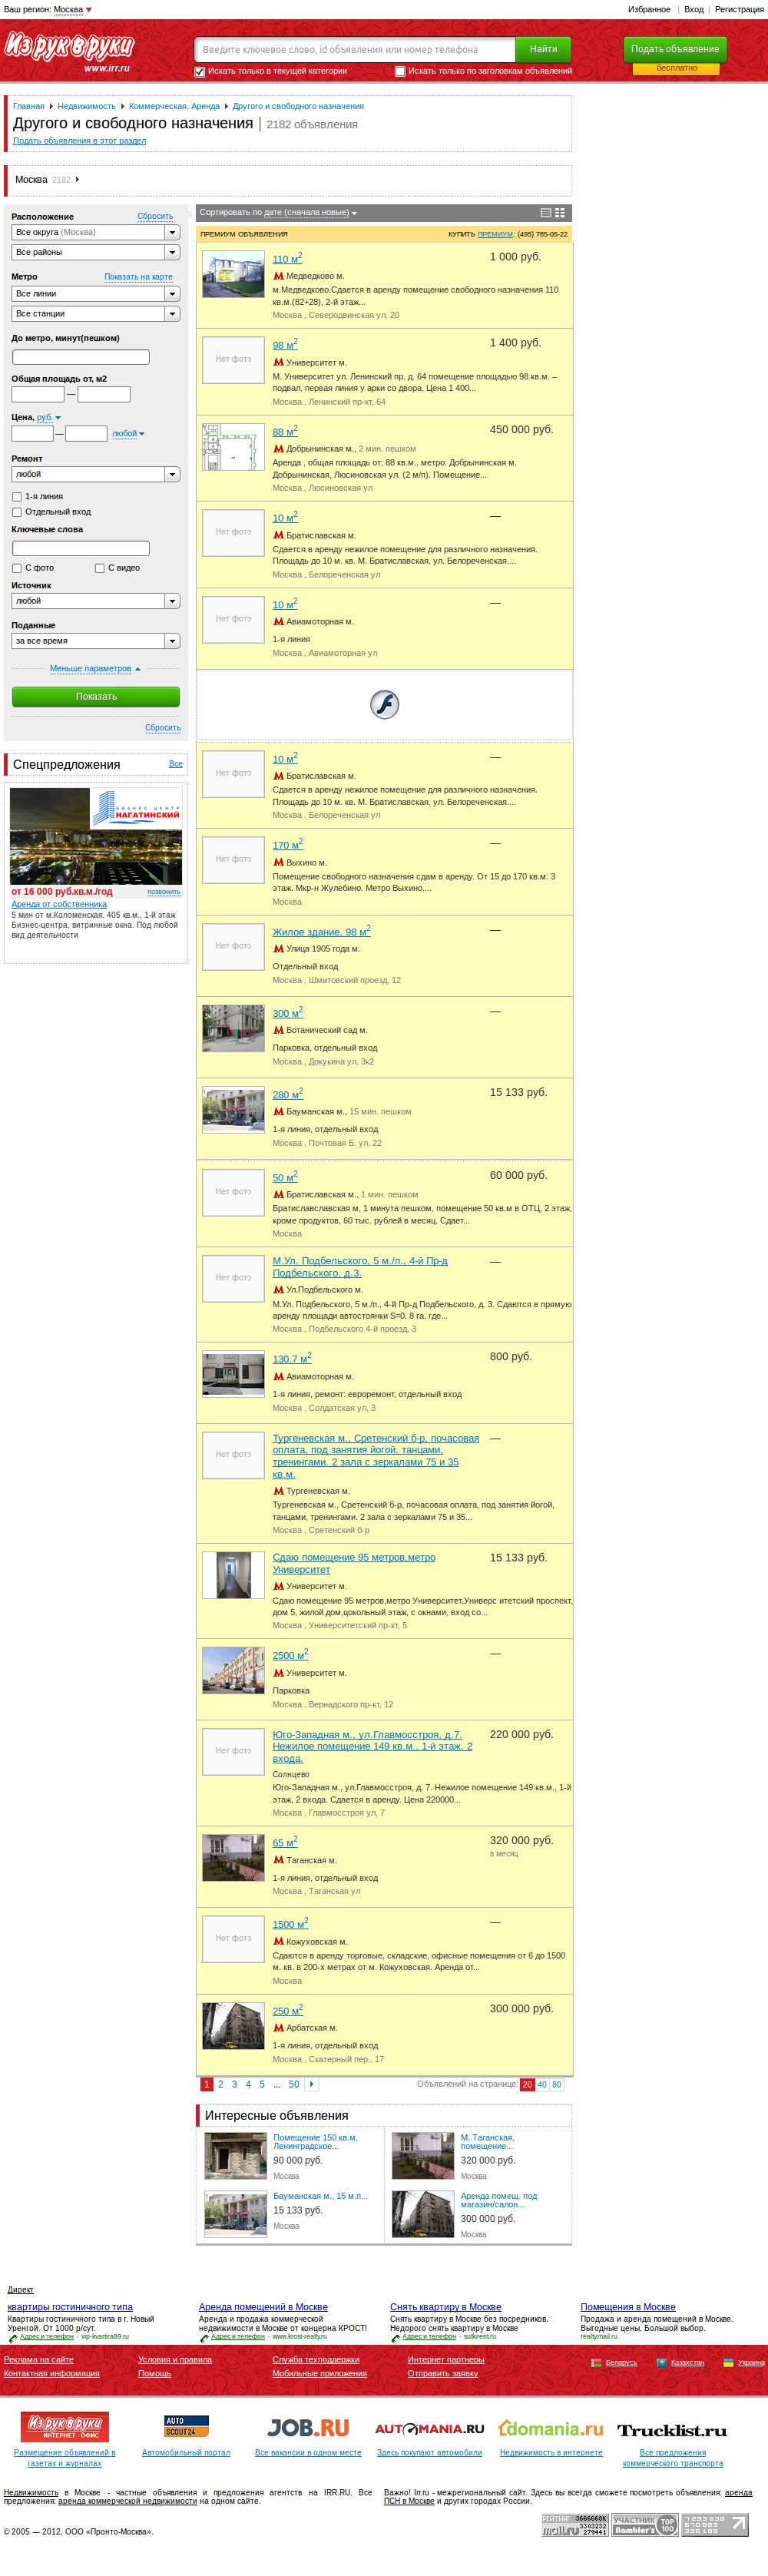 Ваш регион: Москва
Избранное | Вход | Регистрация
Из рук в руки
www.irr.ru
Введите ключевое слово, id объявления или номер телефона
Найти
Подать объявление
бесплатно
Искать только в текущей категории
Искать только по заголовкам объявлений
Главная Недвижимость Коммерческая. Аренда Другого и свободного назначения
Другого и свободного назначения | 2182 объявления
Подать объявления в этот раздел
Москва 2182
Расположение Сбросить
Все округа (Москва)
Все районы
Метро Показать на карте
Все линии
Все станции
До метро, минут(пешком)
Общая площадь от, м2
—
Цена, руб.
— любой
Ремонт
любой
1-я линия
Отдельный вход
Ключевые слова
С фото С видео
Источник
любой
Поданные
за все время
Меньше параметров
Показать
Сбросить
Спецпредложения Все
БИЗНЕС ЦЕНТР
НАГАТИНСКИЙ
от 16 000 руб.кв.м./год позвонить
Аренда от собственника
5 мин от м.Коломенская. 405 кв.м., 1-й этаж
Бизнес-центра, витринные окна. Под любой
вид деятельности
Сортировать по дате (сначала новые)
ПРЕМИУМ ОБЪЯВЛЕНИЯ КУПИТЬ ПРЕМИУМ: (495) 785-05-22
110 м2 1 000 руб.
Медведково м.
м.Медведково.Сдается в аренду помещение свободного назначения 110
кв.м.(82+28), 2-й этаж...
Москва , Северодвинская ул, 20
Нет фото
98 м2 1 400 руб.
Университет м.
М. Университет ул. Ленинский пр. д. 64 помещение площадью 98 кв.м. –
подвал, первая линия у арки со двора. Цена 1 400...
Москва , Ленинский пр-кт, 64
88 м2 450 000 руб.
Добрынинская м., 2 мин. пешком
Аренда , общая площадь от: 88 кв.м., метро: Добрынинская м.
Добрынинская, Люсиновская ул. (2 м/п). Помещение...
Москва , Люсиновская ул
Нет фото
10 м2 —
Братиславская м.
Сдается в аренду нежилое помещение для различного назначения.
Площадь до 10 м. кв. М. Братиславская, ул. Белореченская....
Москва , Белореченская ул
Нет фото
10 м2 —
Авиамоторная м.
1-я линия
Москва , Авиамоторная ул
Нет фото
10 м2 —
Братиславская м.
Сдается в аренду нежилое помещение для различного назначения.
Площадь до 10 м. кв. М. Братиславская, ул. Белореченская....
Москва , Белореченская ул
Нет фото
170 м2 —
Выхино м.
Помещение свободного назначения сдам в аренду. От 15 до 170 кв.м. 3
этаж. Мкр-н Жулебино. Метро Выхино,...
Москва
Нет фото
Жилое здание, 98 м2 —
Улица 1905 года м.
Отдельный вход
Москва , Шмитовский проезд, 12
300 м2 —
Ботанический сад м.
Парковка, отдельный вход
Москва , Докукина ул, 3к2
280 м2 15 133 руб.
Бауманская м., 15 мин. пешком
1-я линия, отдельный вход
Москва , Почтовая Б. ул, 22
Нет фото
50 м2 60 000 руб.
Братиславская м., 1 мин. пешком
Братиславславская м, 1 минута пешком, помещение 50 кв.м в ОТЦ, 2 этаж,
кроме продуктов, 60 тыс. рублей в месяц. Сдает...
Москва
Нет фото
М.Ул. Подбельского, 5 м./п., 4-й Пр-д —
Подбельского, д.3.
Ул.Подбельского м.
М.Ул. Подбельского, 5 м./п., 4-й Пр-д Подбельского, д. 3. Сдаются в прямую
аренду площади автостоянки S=0. 8 га, где...
Москва , Подбельского 4-й проезд, 3
130.7 м2 800 руб.
Авиамоторная м.
1-я линия, ремонт: евроремонт, отдельный вход
Москва , Солдатская ул, 3
Нет фото
Тургеневская м., Сретенский б-р, почасовая —
оплата, под занятия йогой, танцами,
тренингами. 2 зала с зеркалами 75 и 35
кв.м.
Тургеневская м.
Тургеневская м., Сретенский б-р, почасовая оплата, под занятия йогой,
танцами, тренингами. 2 зала с зеркалами 75 и 35...
Москва , Сретенский б-р
Сдаю помещение 95 метров,метро 15 133 руб.
Университет
Университет м.
Сдаю помещение 95 метров,метро Университет,Универс итетский проспект,
дом 5, жилой дом,цокольный этаж, с окнами, вход со...
Москва , Университетский пр-кт, 5
2500 м2 —
Университет м.
Парковка
Москва , Вернадского пр-кт, 12
Нет фото
Юго-Западная м., ул.Главмосстроя, д.7. 220 000 руб.
Нежилое помещение 149 кв.м., 1-й этаж, 2
входа.
Солнцево
Юго-Западная м., ул.Главмосстроя, д. 7. Нежилое помещение 149 кв.м., 1-й
этаж, 2 входа. Сдается в аренду. Цена 220000...
Москва , Главмосстроя ул, 7
65 м2 320 000 руб.
в месяц
Таганская м.
1-я линия, отдельный вход
Москва , Таганская ул
Нет фото
1500 м2 —
Кожуховская м.
Сдаются в аренду торговые, складские, офисные помещения от 6 до 1500
м. кв. в 200-х метрах от м. Кожуховская. Аренда от...
Москва
250 м2 300 000 руб.
Арбатская м.
1-я линия, отдельный вход
Москва , Скатерный пер., 17
1 2 3 4 5 ... 50
Объявлений на странице: 20 40 80
Интересные объявления
Помещение 150 кв.м,
Ленинградское...
90 000 руб.
Москва
М. Таганская,
помещение...
320 000 руб.
Москва
Бауманская м., 15 м.п...
15 133 руб.
Москва
Аренда помещ. под
магазин/салон...
300 000 руб.
Москва
Директ
квартиры гостиничного типа
Квартиры гостиничного типа в г. Новый
Уренгой. От 1000 р/сут.
Адрес и телефон · vip-kvartira89.ru
Аренда помещений в Москве
Аренда и продажа коммерческой
недвижимости в Москве от концерна КРОСТ!
Адрес и телефон · www.krost-realty.ru
Снять квартиру в Москве
Снять квартиру в Москве без посредников.
Недорого снять квартиру в Москве
Адрес и телефон · sutkirent.ru
Помещения в Москве
Продажа и аренда помещений в Москве.
Выгодные цены. Большой выбор.
realty.mail.ru
Реклама на сайте Условия и правила Служба техподдержки Интернет партнеры
Контактная информация Помощь Мобильные приложения Отправить заявку
Беларусь Казахстан Украина
Из рук в руки
ИНТЕРНЕТ - ОФИС
Размещение объявлений в
газетах и журналах
AUTO
SCOUT24
Автомобильный портал
JOB.RU
Все вакансии в одном месте
AUTOMANIA.RU
Здесь покупают автомобили
domania.ru
Недвижимость в интернете
Trucklist.ru
Все предложения
коммерческого транспорта
Недвижимость в Москве - частные объявления и предложения агентств на IRR.RU. Все
предложения: аренда коммерческой недвижимости на одном сайте.
Важно! Irr.ru - межрегиональный сайт. Здесь вы всегда сможете посмотреть объявления: аренда
ПСН в Москве и других городах России.
© 2005 — 2012, ООО «Пронто-Москва».
РЕЙТИНГ
mail.ru
УЧАСТНИК
Rambler's
TOP 100